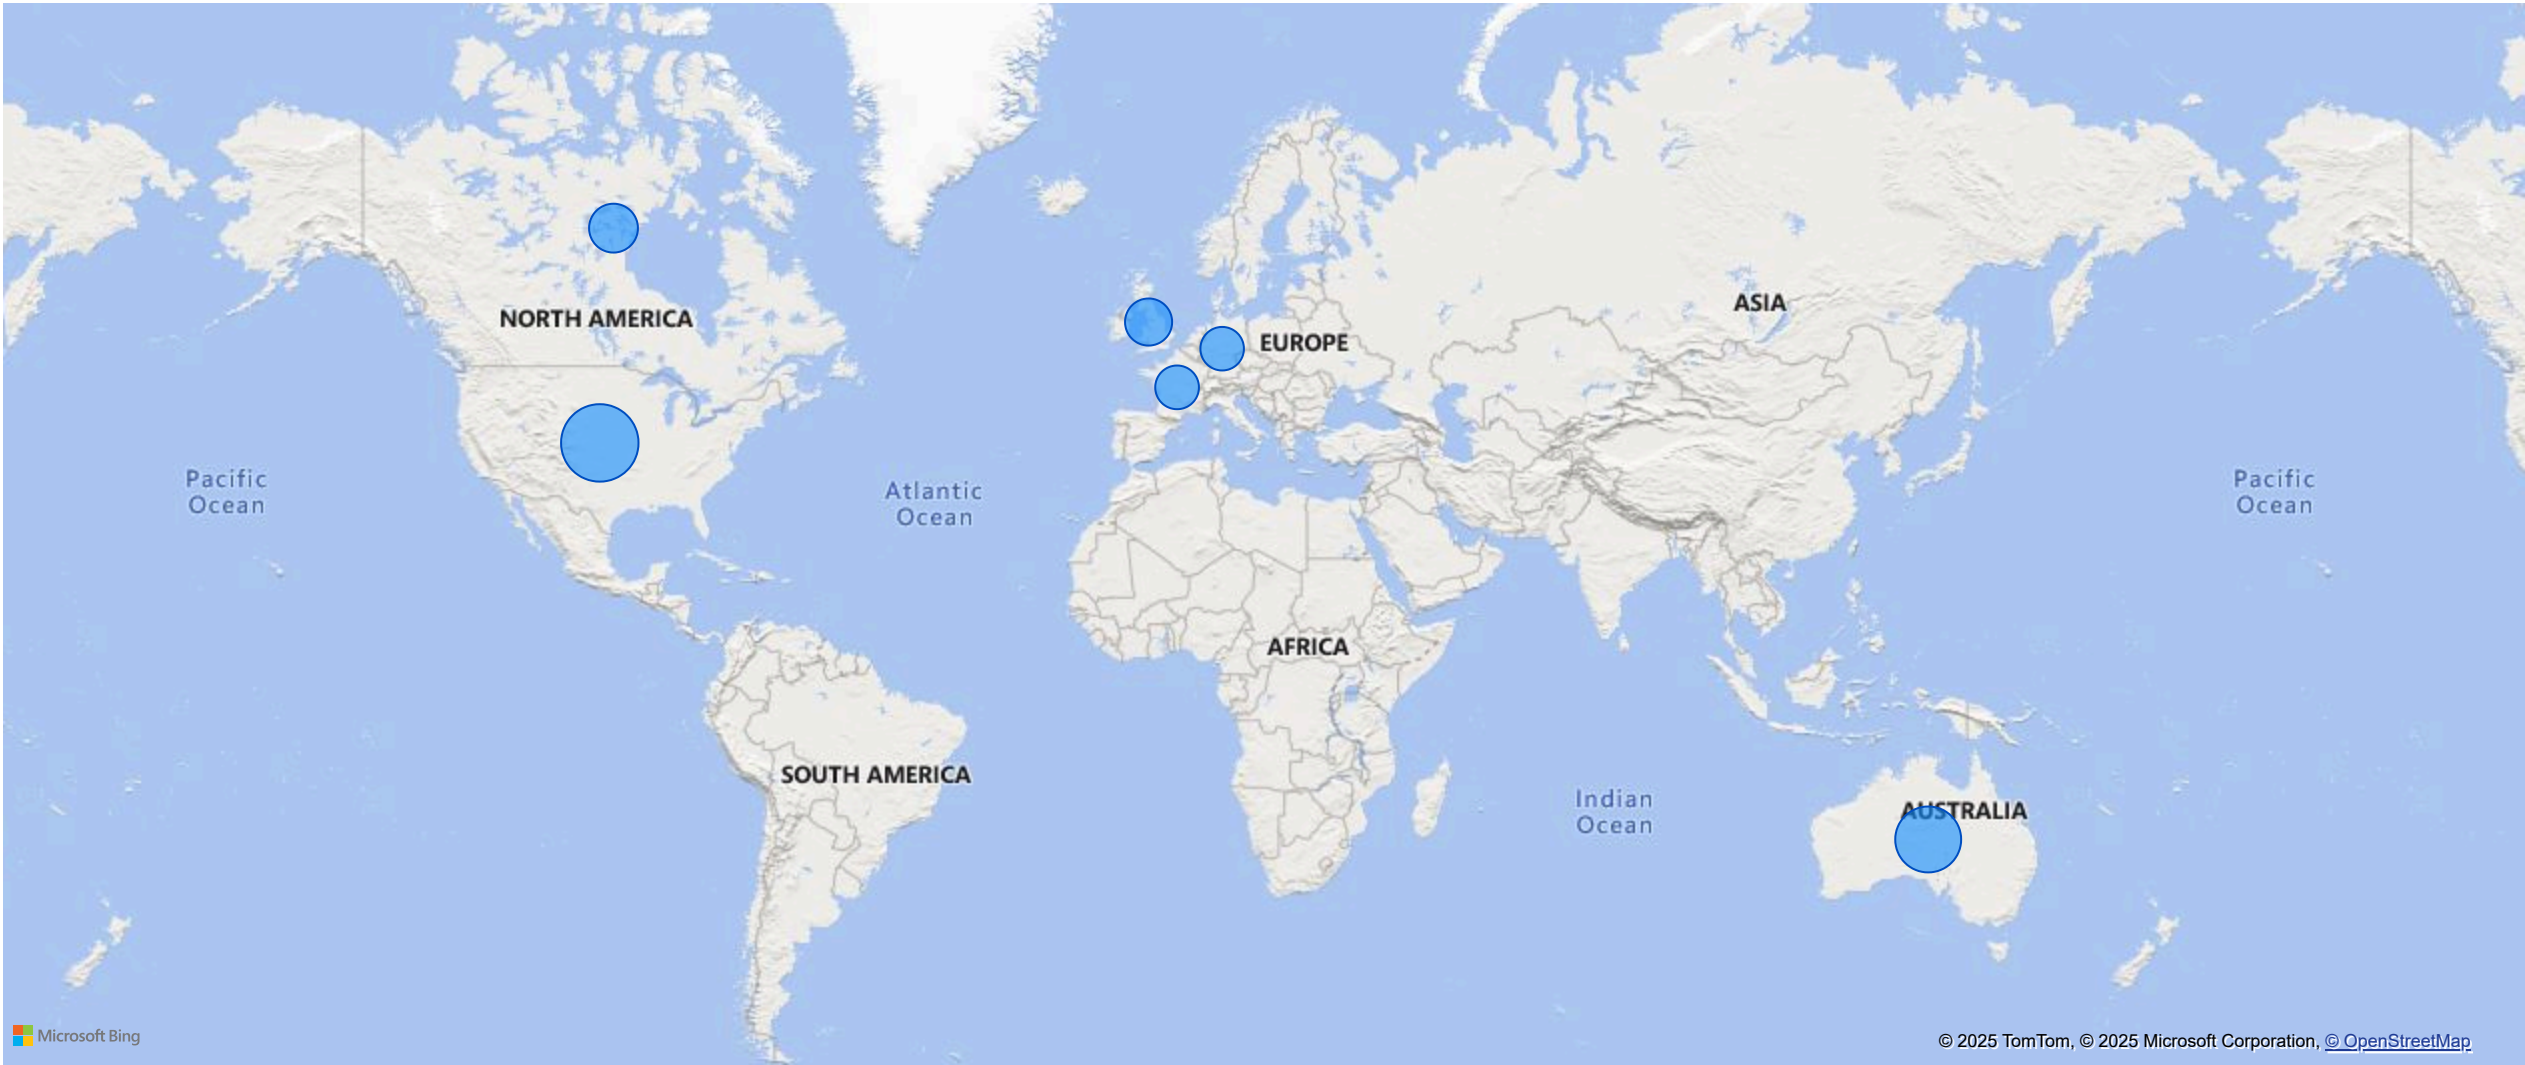 NORTH AMERICA
ASIA
EUROPE
Pacific
Ocean
Atlantic
Ocean
Pacific
Ocean
AFRICA
SOUTH AMERICA
Indian
Ocean
AUSTRALIA
Microsoft Bing
© 2025 TomTom, © 2025 Microsoft Corporation, © OpenStreetMap